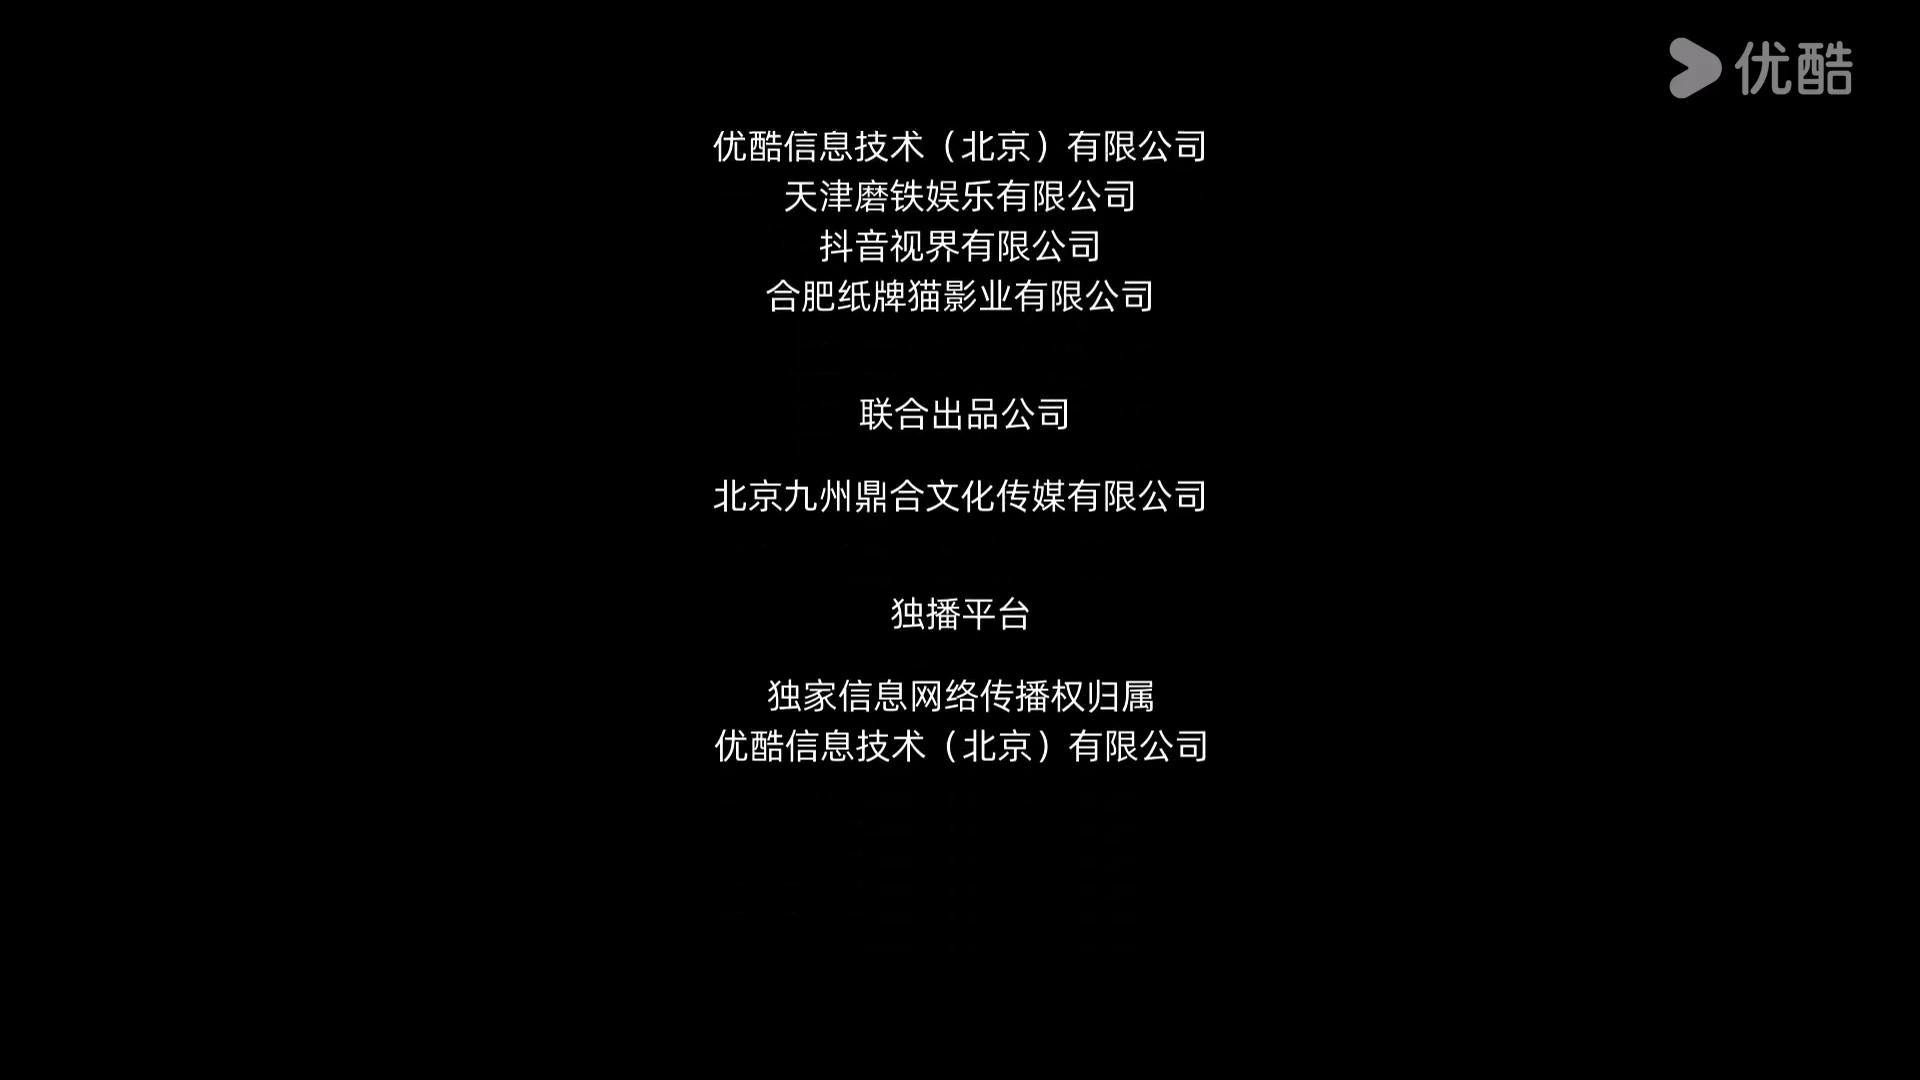 优酷
优酷信息技术（北京）有限公司
天津磨铁娱乐有限公司
抖音视界有限公司
合肥纸牌猫影业有限公司
联合出品公司
北京九州鼎合文化传媒有限公司
独播平台
独家信息网络传播权归属
优酷信息技术（北京）有限公司